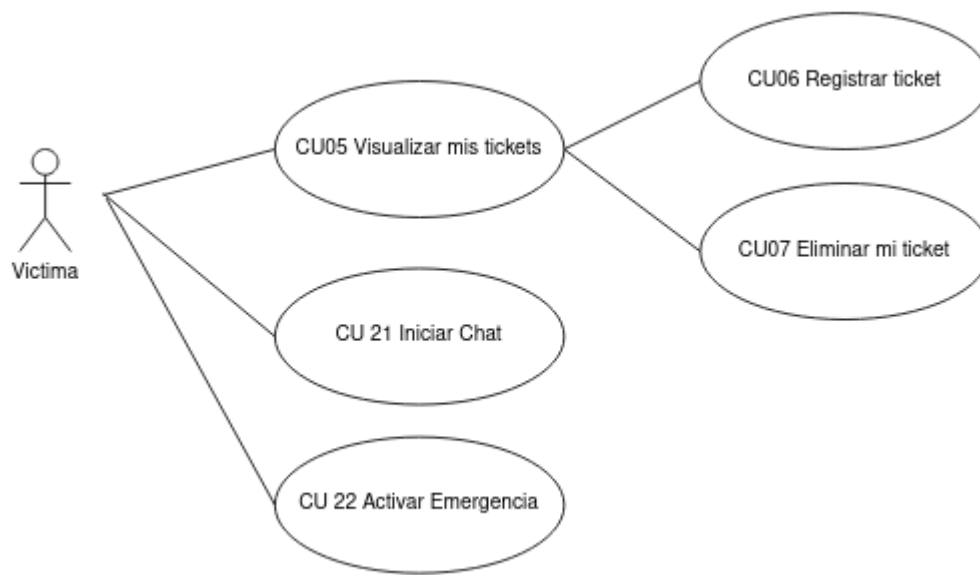 CU06 Registrar ticket
CU05 Visualizar mis tickets
CU07 Eliminar mi ticket
Victima
CU 21 Iniciar Chat
CU 22 Activar Emergencia